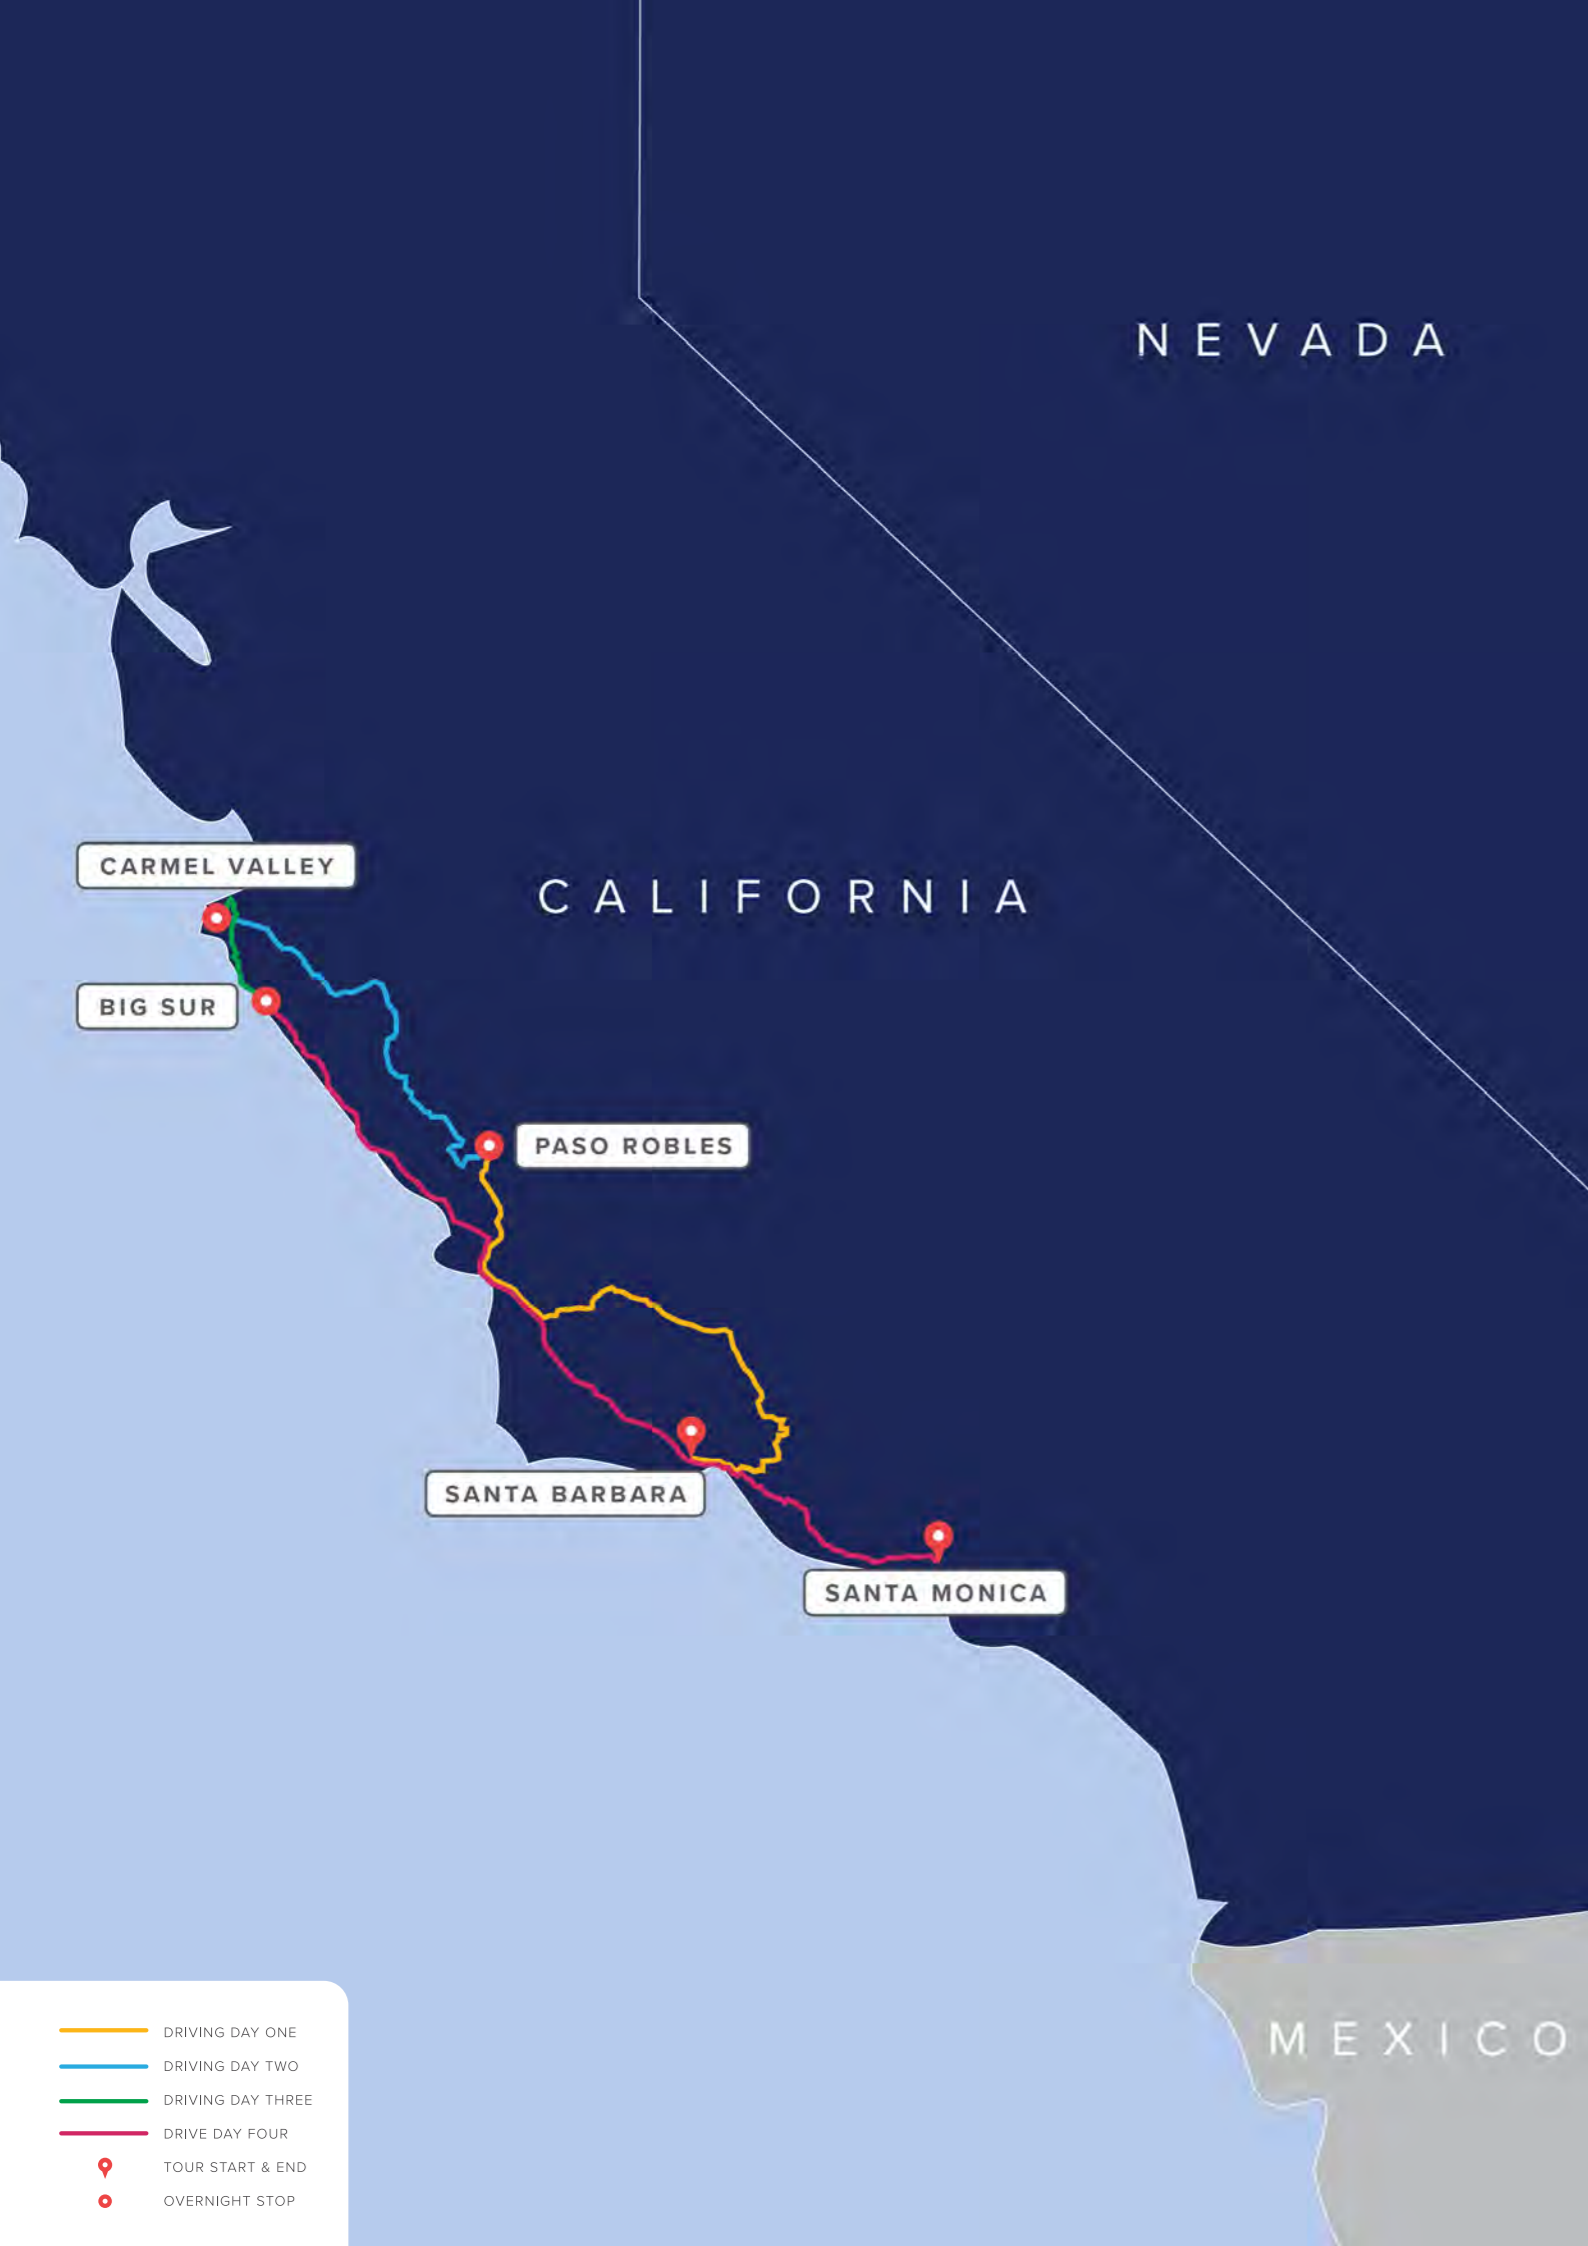 NEVADA
CARMEL VALLEY
CALIFORNIA
BIG SUR
PASO ROBLES
SANTA BARBARA
SANTA MONICA
MEXICO
DRIVING DAY ONE
DRIVING DAY TWO
DRIVING DAY THREE
DRIVE DAY FOUR
TOUR START & END
OVERNIGHT STOP